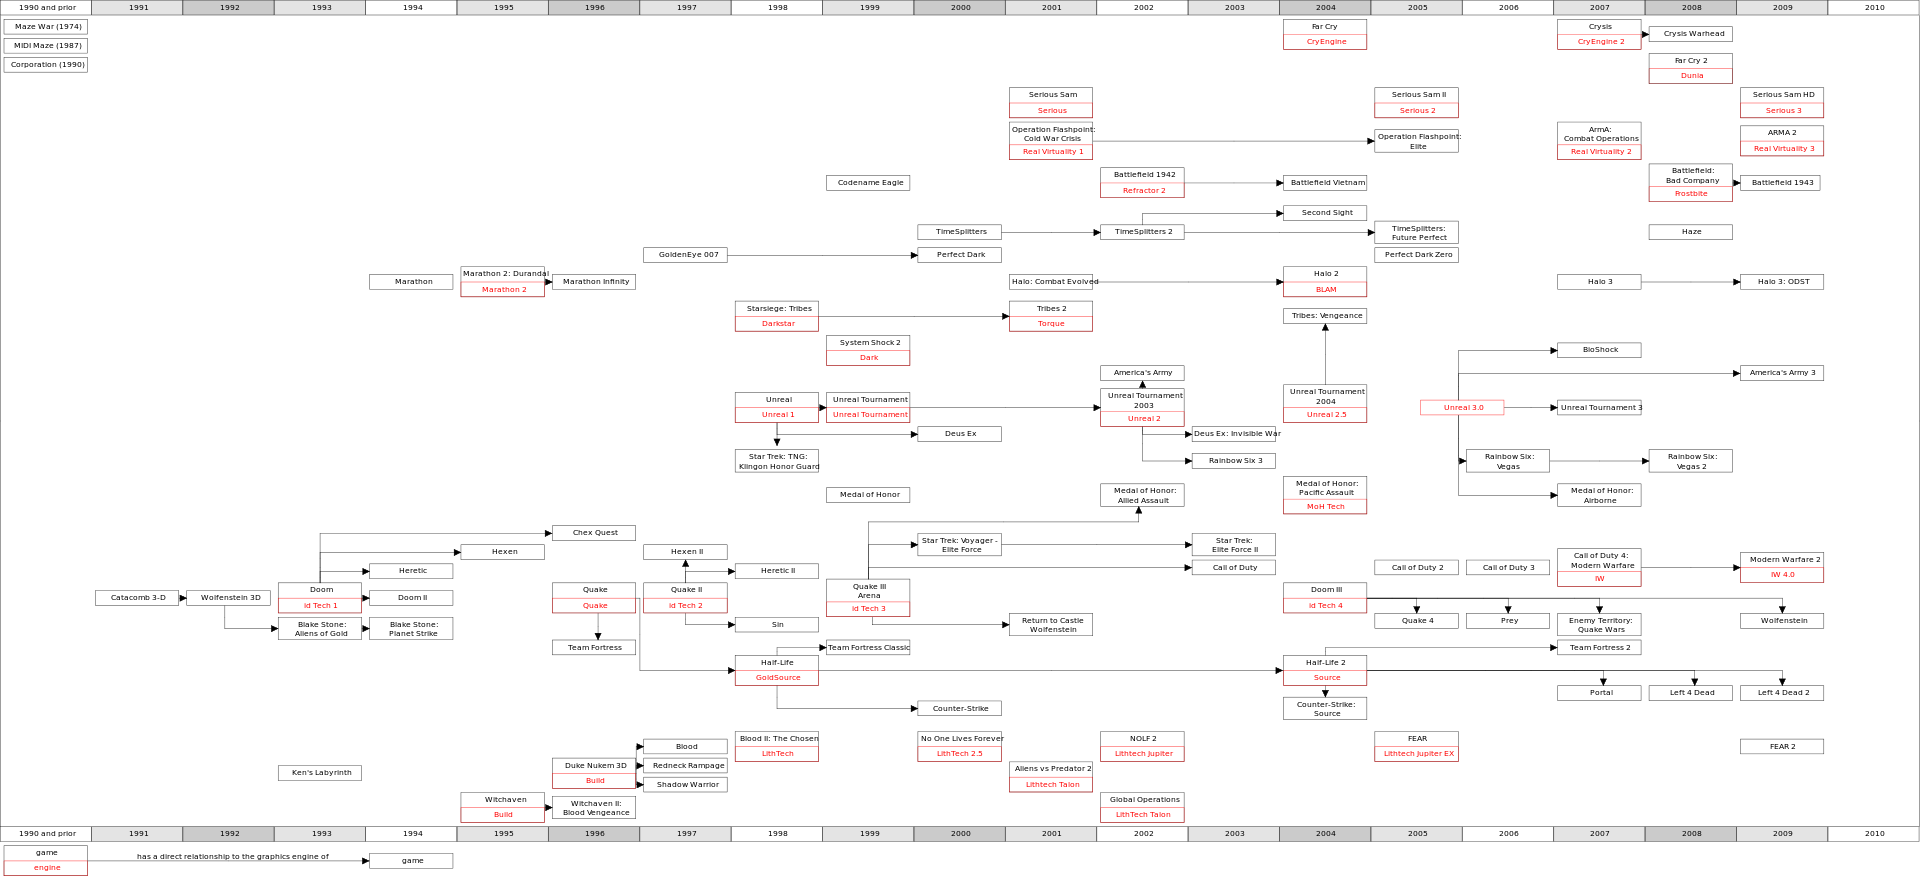 1990 and prior
1991
1992
1993
1994
1995
1996
1997
1998
1999
2000
2001
2002
2003
2004
2005
2006
2007
2008
2009
2010
Maze War (1974)
MIDI Maze (1987)
Corporation (1990)
Far Cry
CryEngine
Crysis
CryEngine 2
Crysis Warhead
Far Cry 2
Dunia
Serious Sam
Serious
Serious Sam II
Serious 2
Serious Sam HD
Serious 3
Operation Flashpoint:
Cold War Crisis
Real Virtuality 1
Operation Flashpoint:
Elite
ArmA:
Combat Operations
Real Virtuality 2
ARMA 2
Real Virtuality 3
Codename Eagle
Battlefield 1942
Refractor 2
Battlefield Vietnam
Battlefield:
Bad Company
Frostbite
Battlefield 1943
Second Sight
TimeSplitters
TimeSplitters 2
TimeSplitters:
Future Perfect
Haze
GoldenEye 007
Perfect Dark
Perfect Dark Zero
Marathon
Marathon 2: Durandal
Marathon 2
Marathon Infinity
Halo: Combat Evolved
Halo 2
BLAM
Halo 3
Halo 3: ODST
Starsiege: Tribes
Darkstar
Tribes 2
Torque
Tribes: Vengeance
System Shock 2
Dark
BioShock
America's Army
America's Army 3
Unreal
Unreal 1
Unreal Tournament
Unreal Tournament
Unreal Tournament
2003
Unreal 2
Unreal Tournament
2004
Unreal 2.5
Unreal 3.0
Unreal Tournament 3
Deus Ex
Deus Ex: Invisible War
Star Trek: TNG:
Klingon Honor Guard
Rainbow Six 3
Rainbow Six:
Vegas
Rainbow Six:
Vegas 2
Medal of Honor
Medal of Honor:
Allied Assault
Medal of Honor:
Pacific Assault
MoH Tech
Medal of Honor:
Airborne
Chex Quest
Hexen
Hexen II
Star Trek: Voyager -
Elite Force
Star Trek:
Elite Force II
Heretic
Heretic II
Call of Duty
Call of Duty 2
Call of Duty 3
Call of Duty 4:
Modern Warfare
IW
Modern Warfare 2
IW 4.0
Catacomb 3-D
Wolfenstein 3D
Doom
id Tech 1
Doom II
Quake
Quake
Quake II
id Tech 2
Quake III
Arena
id Tech 3
Doom III
id Tech 4
Blake Stone:
Aliens of Gold
Blake Stone:
Planet Strike
Sin
Return to Castle
Wolfenstein
Quake 4
Prey
Enemy Territory:
Quake Wars
Wolfenstein
Team Fortress
Team Fortress Classic
Team Fortress 2
Half-Life
GoldSource
Half-Life 2
Source
Portal
Left 4 Dead
Left 4 Dead 2
Counter-Strike
Counter-Strike:
Source
Blood
Blood II: The Chosen
LithTech
No One Lives Forever
LithTech 2.5
NOLF 2
Lithtech Jupiter
FEAR
Lithtech Jupiter EX
FEAR 2
Ken's Labyrinth
Duke Nukem 3D
Build
Redneck Rampage
Shadow Warrior
Aliens vs Predator 2
Lithtech Talon
Witchaven
Build
Witchaven II:
Blood Vengeance
Global Operations
LithTech Talon
1990 and prior
1991
1992
1993
1994
1995
1996
1997
1998
1999
2000
2001
2002
2003
2004
2005
2006
2007
2008
2009
2010
game
engine
has a direct relationship to the graphics engine of
game